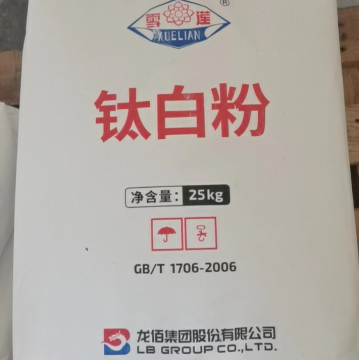 雪莲®
XUELIAN
钛白粉
净含量：25kg
GB/T 1706-2006
龙佰集团股份有限公司
LB GROUP CO.,LTD.